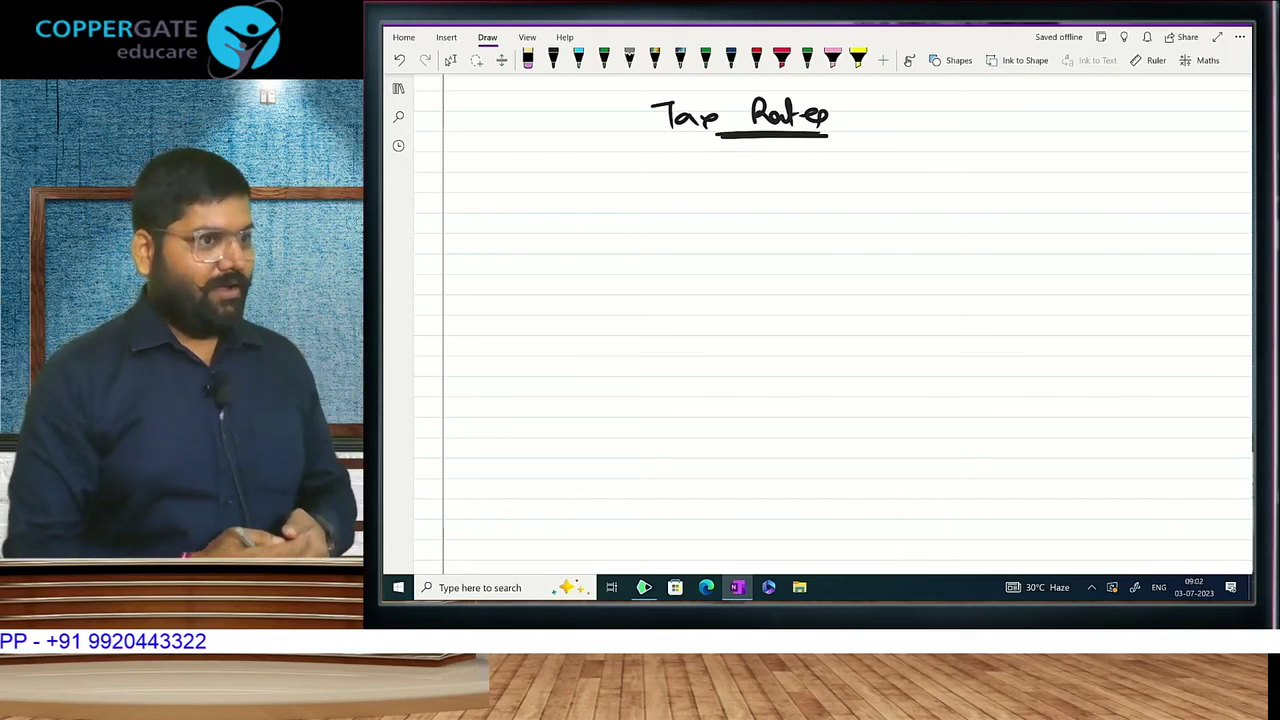 COPPERGATE
educare
Home Insert Draw View Help
Saved offline
Share
Shapes
Ink to Shape
Ink to Text
Ruler
Maths
Tax Rates
Type here to search
30°C Haze
ENG
09:02
03-07-2023
PP - +91 9920443322